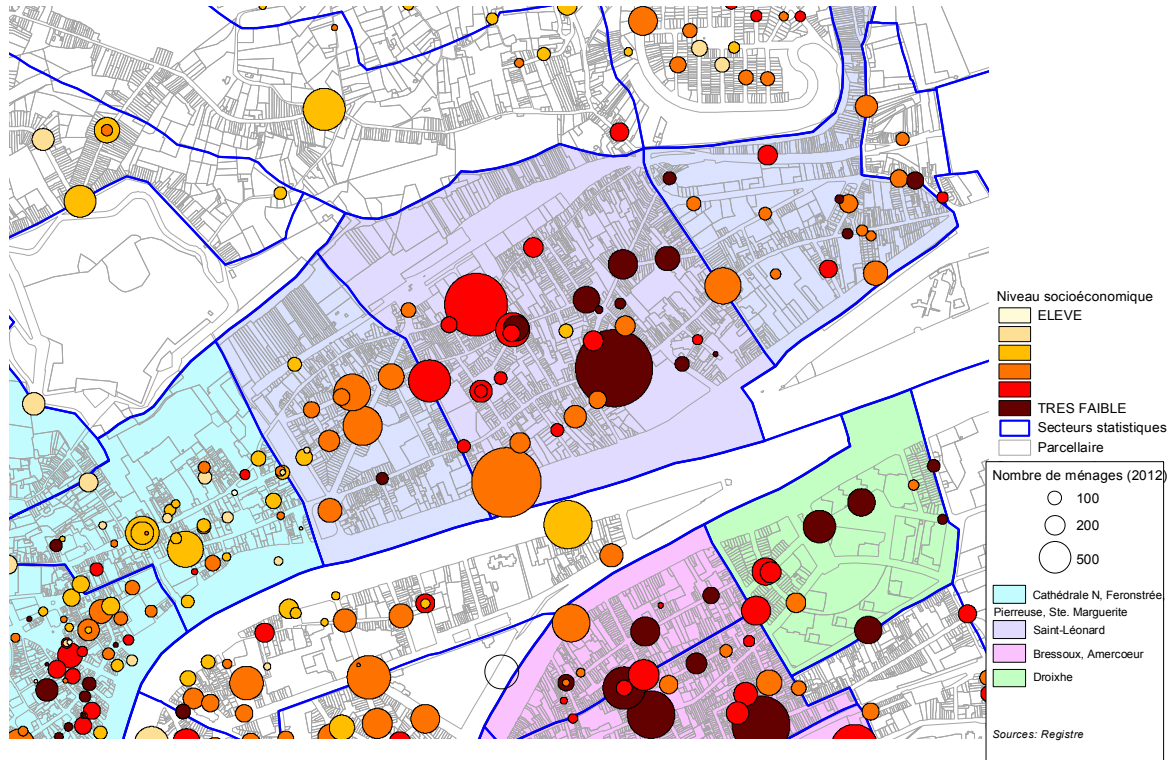 Niveau socioéconomique
ELEVE
TRES FAIBLE
Secteurs statistiques
Parcellaire
Nombre de ménages (2012)
100
200
500
Cathédrale N, Feronstrée,
Pierreuse, Ste. Marguerite
Saint-Léonard
Bressoux, Amercoeur
Droixhe
Sources: Registre